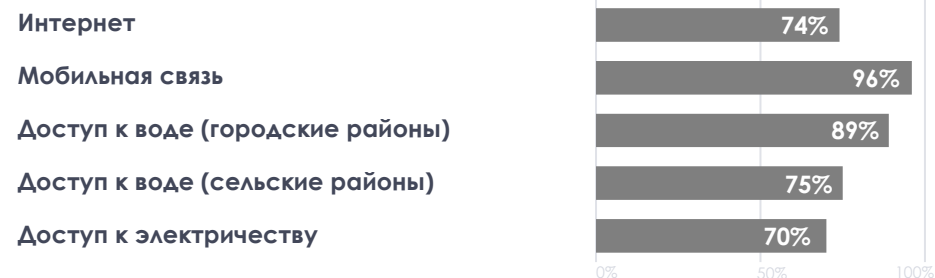 Интернет 74%
Мобильная связь 96%
Доступ к воде (городские районы) 89%
Доступ к воде (сельские районы) 75%
Доступ к электричеству 70%
0% 50% 100%